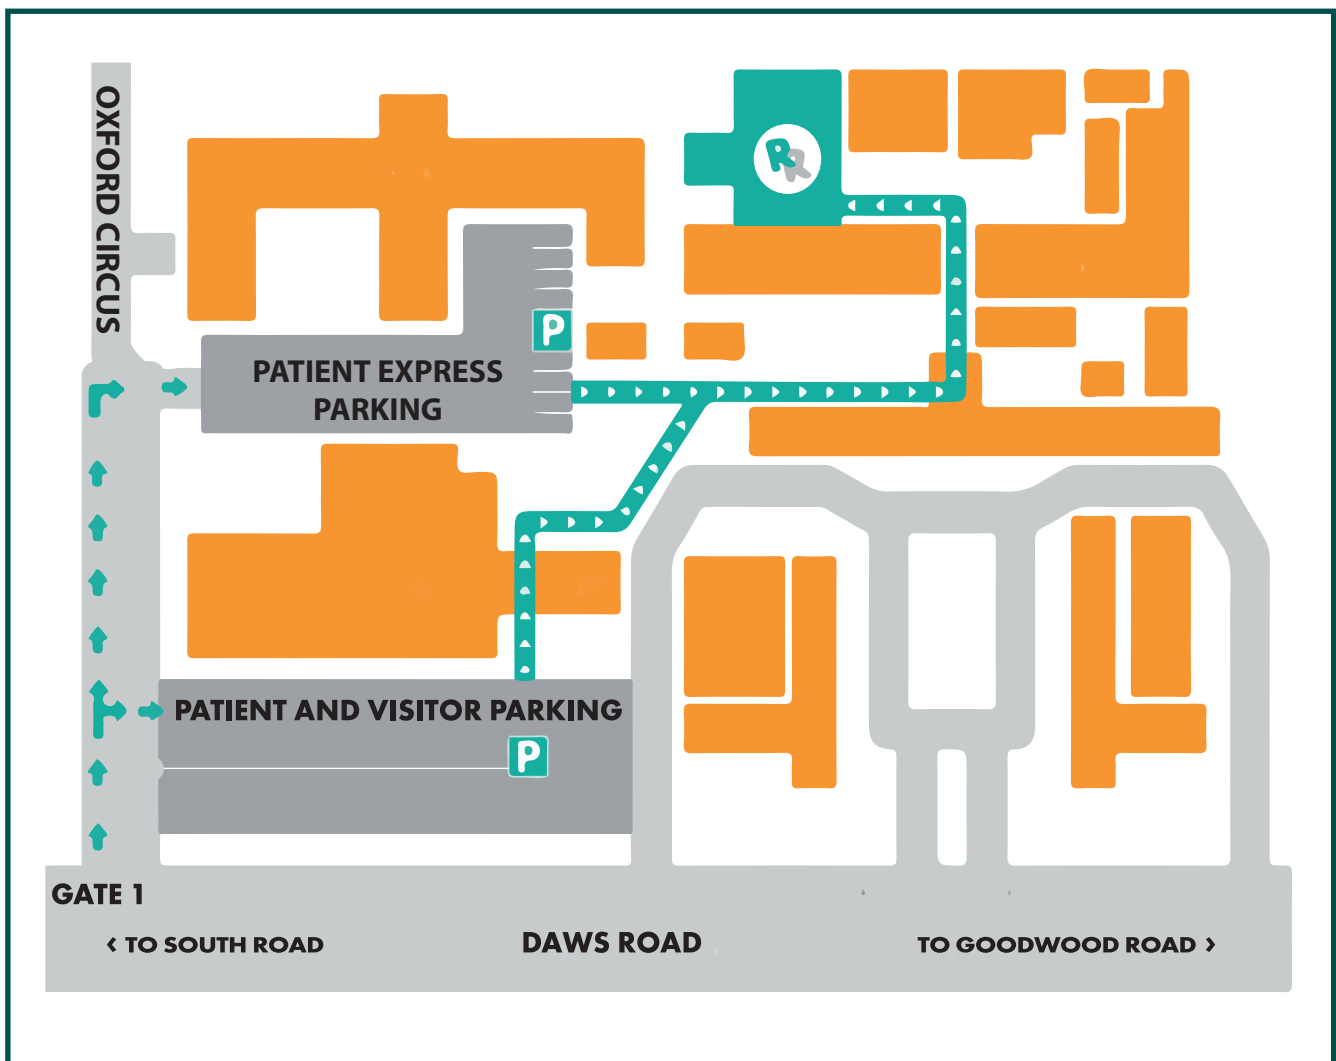 OXFORD CIRCUS
RR
P
PATIENT EXPRESS
PARKING
PATIENT AND VISITOR PARKING
P
GATE 1
‹ TO SOUTH ROAD
DAWS ROAD
TO GOODWOOD ROAD ›